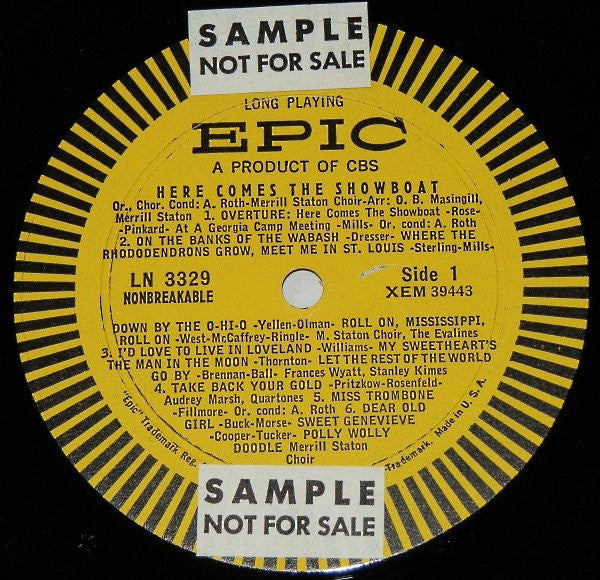 SAMPLE
NOT FOR SALE
LONG PLAYING
EPIC
A PRODUCT OF CBS
HERE COMES THE SHOWBOAT
Or., Chor. Cond: A. Roth-Merrill Staton Choir-Arr: O. B. Masingill,
Merrill Staton 1. OVERTURE: Here Comes The Showboat -Rose-
-Pinkard- At A Georgia Camp Meeting -Mills- Or. cond: A. Roth
2. ON THE BANKS OF THE WABASH -Dresser- WHERE THE
RHODODENDRONS GROW, MEET ME IN ST. LOUIS -Sterling-Mills-
LN 3329 Side 1
NONBREAKABLE XEM 39443
DOWN BY THE O-HI-O -Yellen-Olman- ROLL ON, MISSISSIPPI,
ROLL ON -West-McCaffrey-Ringle- M. Staton Choir, The Evalines
3. I'D LOVE TO LIVE IN LOVELAND -Williams- MY SWEETHEART'S
THE MAN IN THE MOON -Thornton- LET THE REST OF THE WORLD
GO BY -Brennan-Ball- Frances Wyatt, Stanley Kimes
4. TAKE BACK YOUR GOLD -Pritzkow-Rosenfeld-
Audrey Marsh, Quartones 5. MISS TROMBONE
-Fillmore- Or. cond: A. Roth 6. DEAR OLD
GIRL -Buck-Morse- SWEET GENEVIEVE
-Cooper-Tucker- POLLY WOLLY
DOODLE Merrill Staton
Choir
"Epic" Trademark Reg.
Trademark. Made in U.S.A.
SAMPLE
NOT FOR SALE